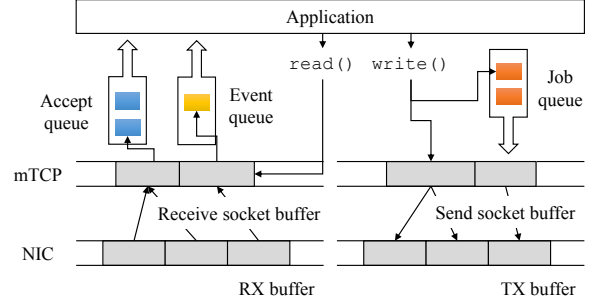 Application
read()
write()
Accept
queue
Event
queue
Job
queue
mTCP
Receive socket buffer
Send socket buffer
NIC
RX buffer
TX buffer